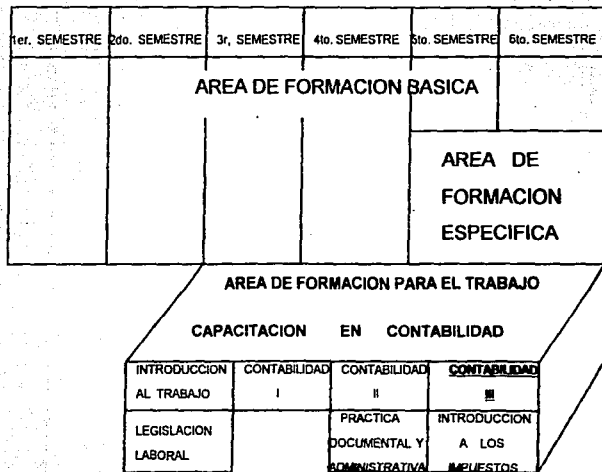 1er. SEMESTRE 2do. SEMESTRE 3r, SEMESTRE 4to. SEMESTRE 5to. SEMESTRE 6to. SEMESTRE
AREA DE FORMACION BASICA
AREA DE
FORMACION
ESPECIFICA
AREA DE FORMACION PARA EL TRABAJO
CAPACITACION EN CONTABILIDAD
INTRODUCCION
AL TRABAJO
CONTABILIDAD
I
CONTABILIDAD
II
CONTABILIDAD
III
LEGISLACION
LABORAL
PRACTICA
DOCUMENTAL Y
ADMINISTRATIVA
INTRODUCCION
A LOS
IMPUESTOS